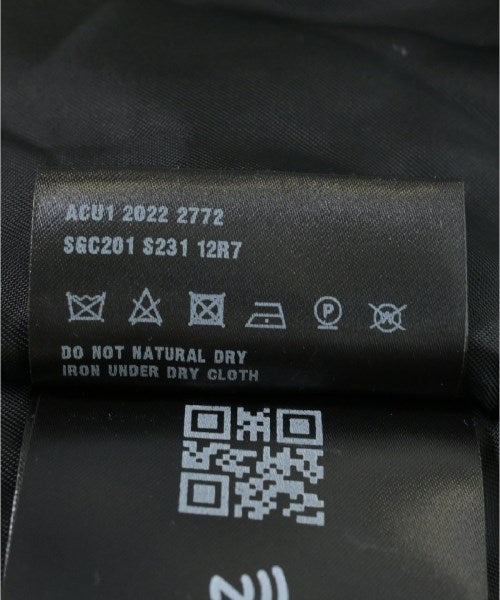 ACU1 2022 2772
SGC201 S231 12R7
P
W
DO NOT NATURAL DRY
IRON UNDER DRY CLOTH